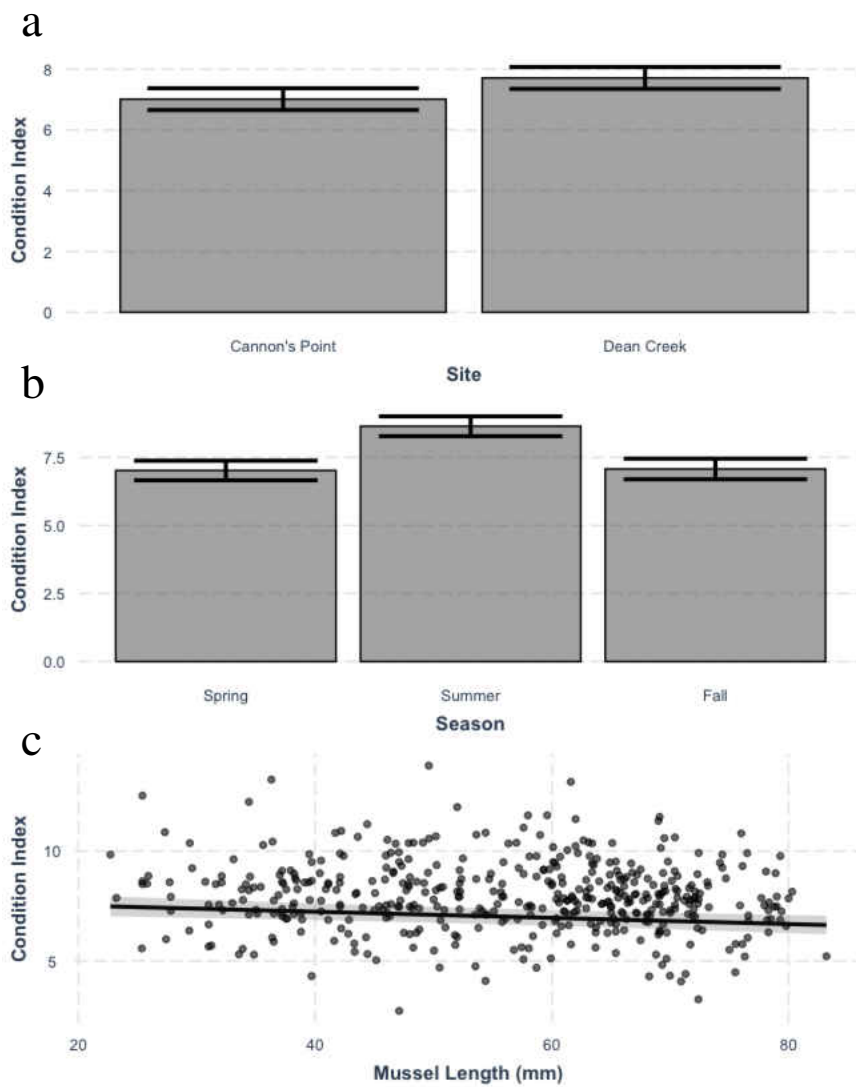 a
8
6
4
2
0
Condition Index
Cannon's Point Dean Creek
Site
b
7.5
5.0
2.5
0.0
Condition Index
Spring Summer Fall
Season
c
10
5
Condition Index
20 40 60 80
Mussel Length (mm)